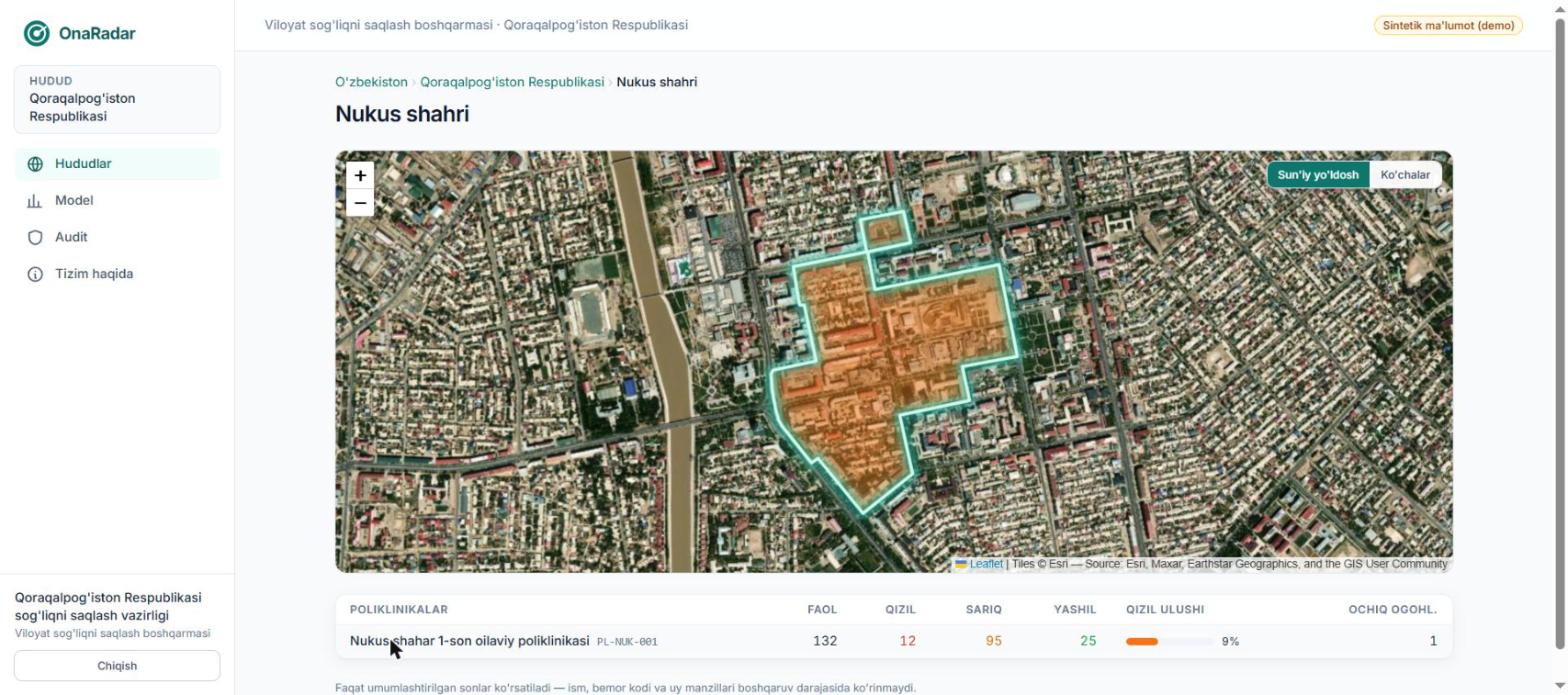 OnaRadar
Viloyat sog'liqni saqlash boshqarmasi · Qoraqalpog'iston Respublikasi
Sintetik ma'lumot (demo)
HUDUD
Qoraqalpog'iston
Respublikasi
Hududlar
Model
Audit
Tizim haqida
O'zbekiston › Qoraqalpog'iston Respublikasi › Nukus shahri
Nukus shahri
+
−
Sun'iy yo'ldosh
Ko'chalar
Leaflet | Tiles © Esri — Source: Esri, Maxar, Earthstar Geographics, and the GIS User Community
POLIKLINIKALAR FAOL QIZIL SARIQ YASHIL QIZIL ULUSHI OCHIQ OGOHL.
Nukus shahar 1-son oilaviy poliklinikasi PL-NUK-001 132 12 95 25 9% 1
Faqat umumlashtirilgan sonlar ko'rsatiladi — ism, bemor kodi va uy manzillari boshqaruv darajasida ko'rinmaydi.
Qoraqalpog'iston Respublikasi
sog'liqni saqlash vazirligi
Viloyat sog'liqni saqlash boshqarmasi
Chiqish